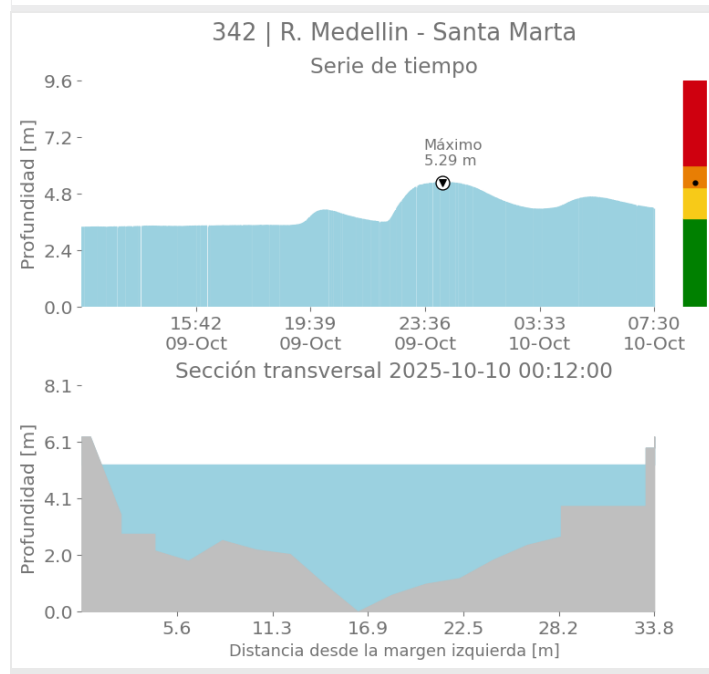 342 | R. Medellin - Santa Marta
Serie de tiempo
9.6
7.2
4.8
2.4
0.0
Profundidad [m]
Máximo
5.29 m
15:42
09-Oct
19:39
09-Oct
23:36
09-Oct
03:33
10-Oct
07:30
10-Oct
Sección transversal 2025-10-10 00:12:00
8.1
6.1
4.1
2.0
0.0
Profundidad [m]
5.6
11.3
16.9
22.5
28.2
33.8
Distancia desde la margen izquierda [m]